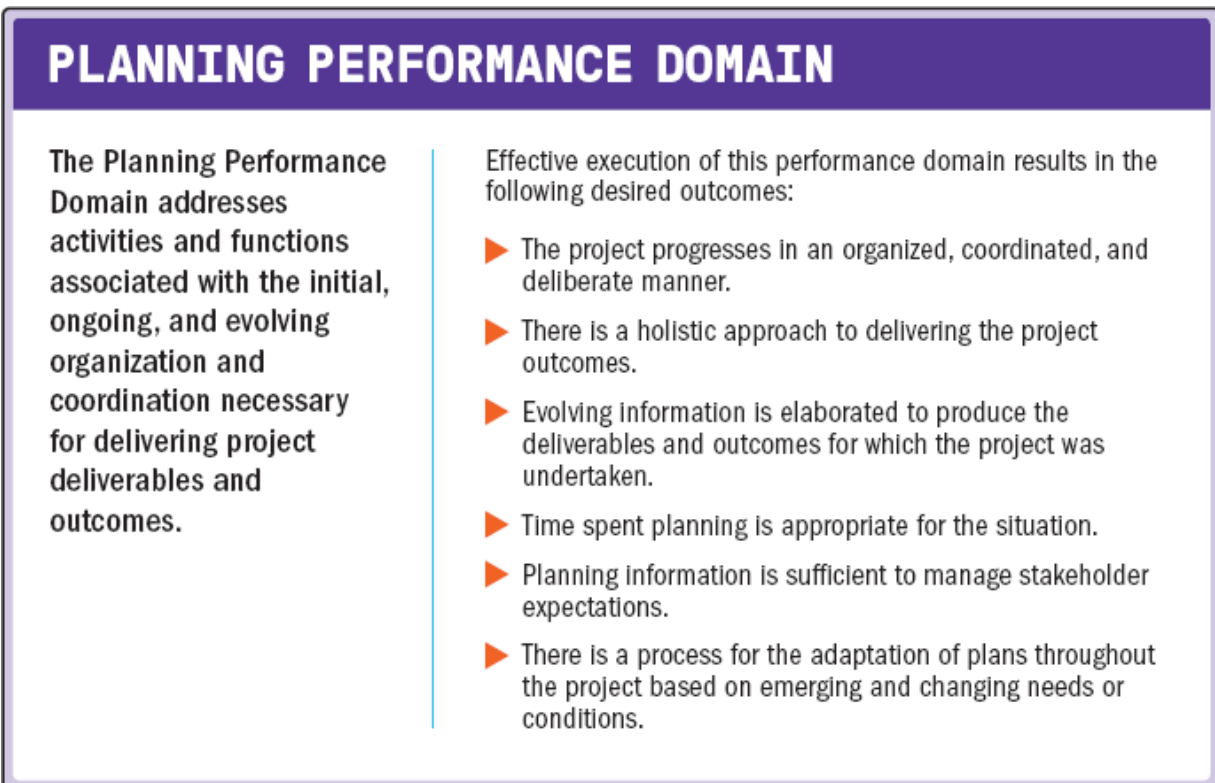 PLANNING PERFORMANCE DOMAIN
The Planning Performance
Domain addresses
activities and functions
associated with the initial,
ongoing, and evolving
organization and
coordination necessary
for delivering project
deliverables and
outcomes.
Effective execution of this performance domain results in the
following desired outcomes:
The project progresses in an organized, coordinated, and
deliberate manner.
There is a holistic approach to delivering the project
outcomes.
Evolving information is elaborated to produce the
deliverables and outcomes for which the project was
undertaken.
Time spent planning is appropriate for the situation.
Planning information is sufficient to manage stakeholder
expectations.
There is a process for the adaptation of plans throughout
the project based on emerging and changing needs or
conditions.